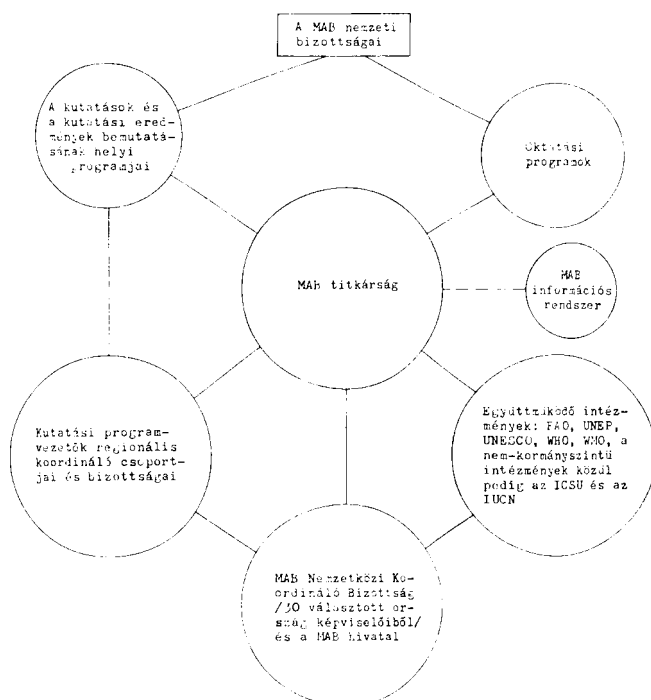 A MAB nemzeti
bizottságai
A kutatások és
a kutatási ered-
mények bemutatá-
sának helyi
programjai
Oktatási
programok
MAB titkárság
MAB
információs
rendszer
Kutatási program-
vezetők regionális
koordináló csoport-
jai és bizottságai
Együttműködő intéz-
mények: FAO, UNEP,
UNESCO, WHO, WMO, a
nem-kormányszintű
intézmények közül
pedig az ICSU és az
IUCN
MAB Nemzetközi Ko-
ordináló Bizottság
/30 választott or-
szág képviselőiből/
és a MAB hivatal